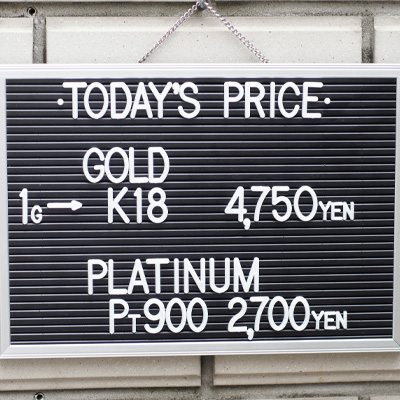 ·TODAY'S PRICE·
GOLD
1G→ K18 4,750YEN
PLATINUM
PT900 2,700YEN